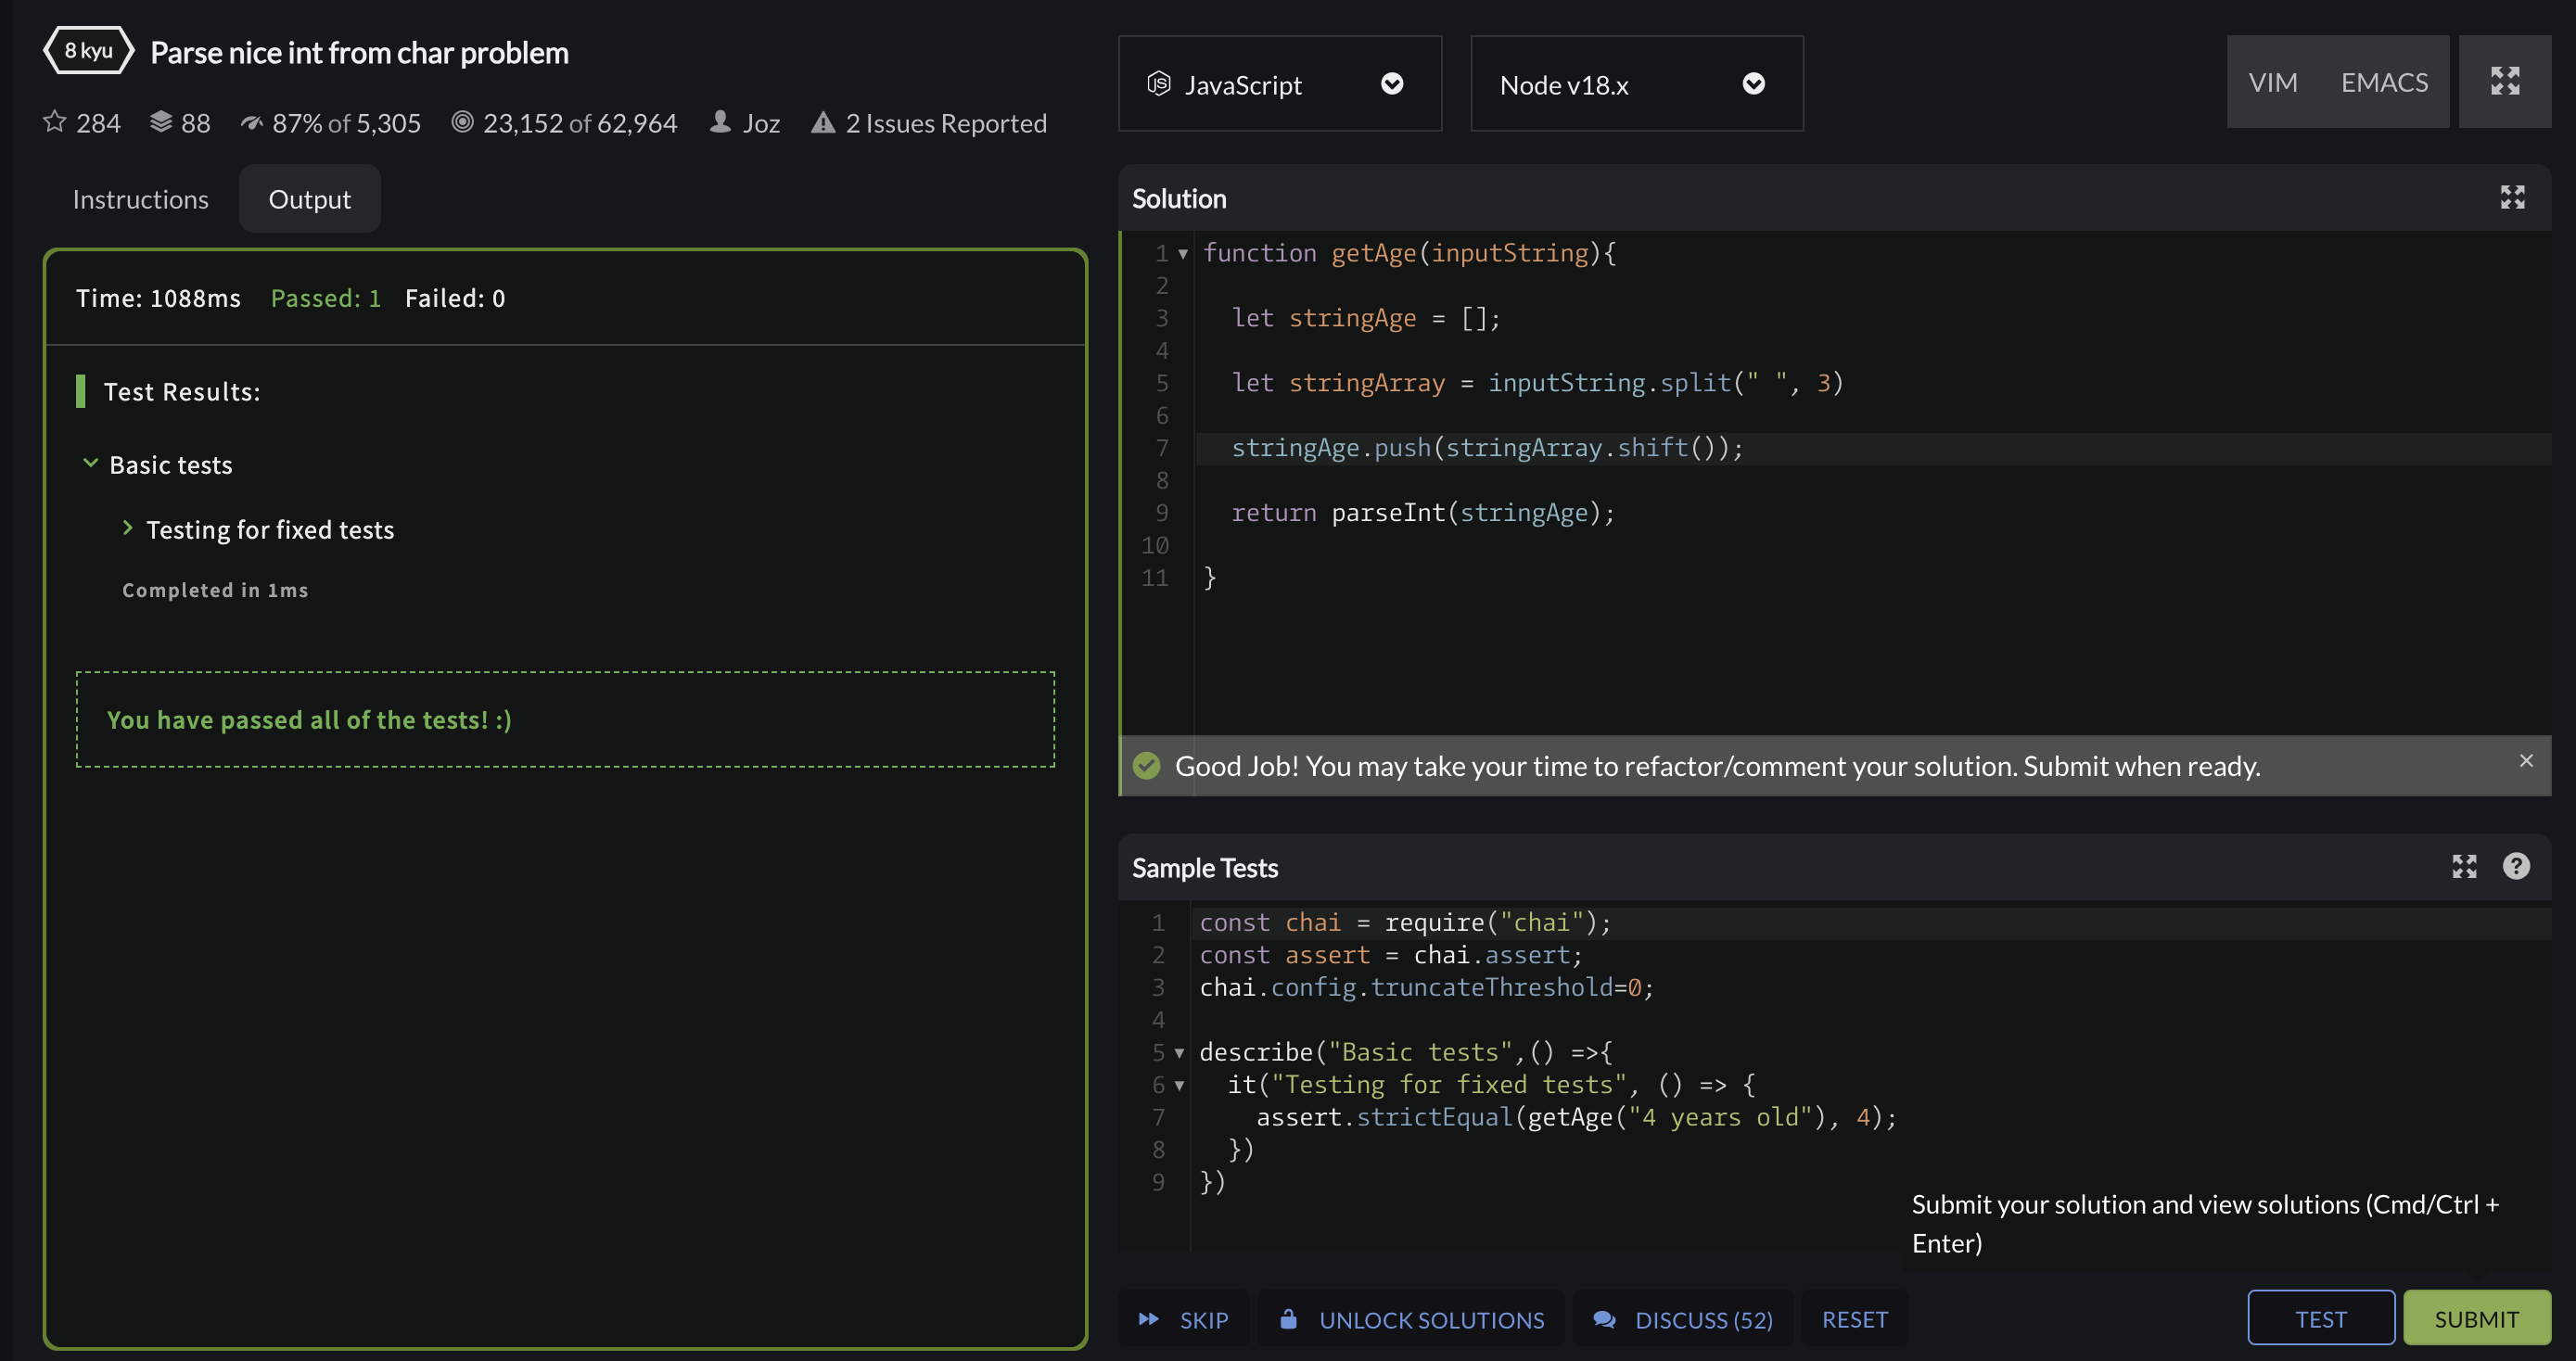 8 kyu Parse nice int from char problem
284 88 87% of 5,305 23,152 of 62,964 Joz 2 Issues Reported
Instructions Output
Time: 1088ms Passed: 1 Failed: 0
Test Results:
Basic tests
Testing for fixed tests
Completed in 1ms
You have passed all of the tests! :)
JS JavaScript Node v18.x VIM EMACS
Solution
1 function getAge(inputString){
2
3 let stringAge = [];
4
5 let stringArray = inputString.split(" ", 3)
6
7 stringAge.push(stringArray.shift());
8
9 return parseInt(stringAge);
10
11 }
Good Job! You may take your time to refactor/comment your solution. Submit when ready. ×
Sample Tests ?
1 const chai = require("chai");
2 const assert = chai.assert;
3 chai.config.truncateThreshold=0;
4
5 describe("Basic tests",() =>{
6 it("Testing for fixed tests", () => {
7 assert.strictEqual(getAge("4 years old"), 4);
8 })
9 })
Submit your solution and view solutions (Cmd/Ctrl +
Enter)
SKIP UNLOCK SOLUTIONS DISCUSS (52) RESET TEST SUBMIT